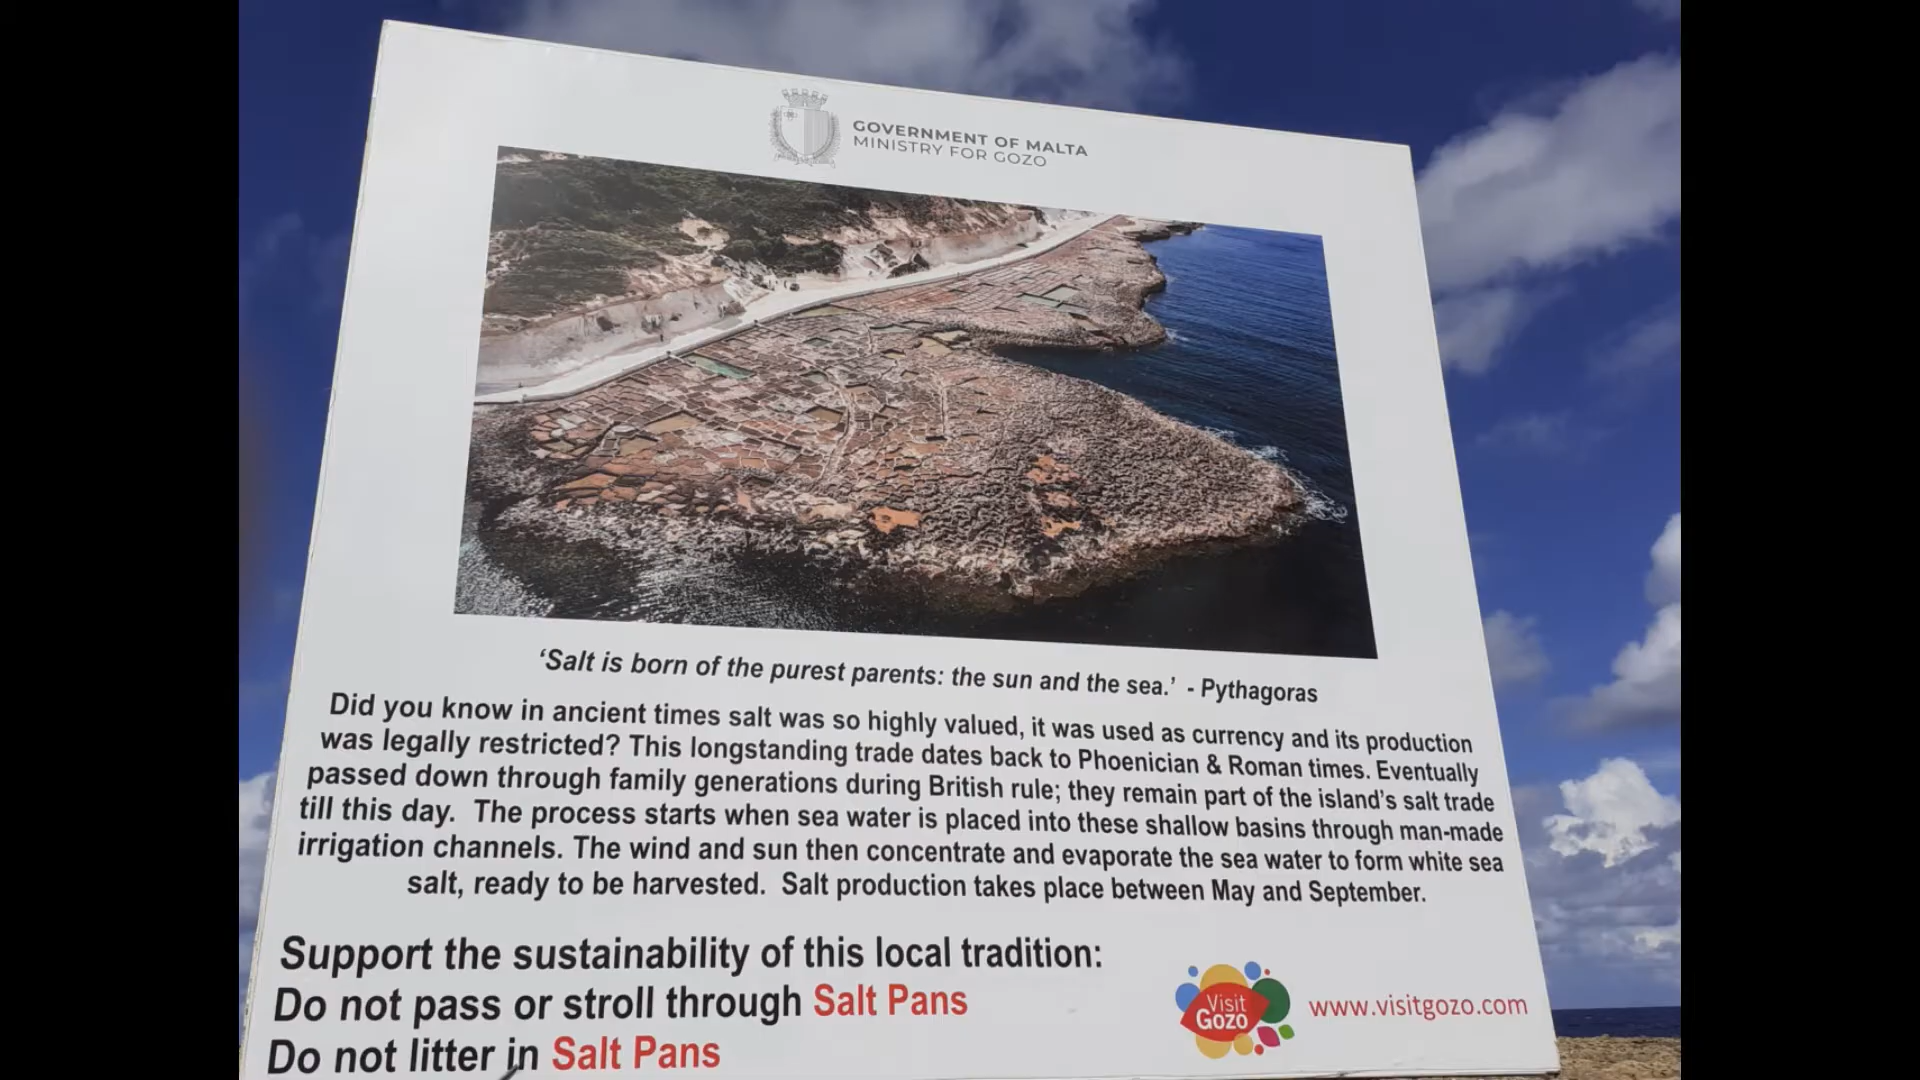 GOVERNMENT OF MALTA
MINISTRY FOR GOZO
‘Salt is born of the purest parents: the sun and the sea.’ - Pythagoras
Did you know in ancient times salt was so highly valued, it was used as currency and its production
was legally restricted? This longstanding trade dates back to Phoenician & Roman times. Eventually
passed down through family generations during British rule; they remain part of the island’s salt trade
till this day. The process starts when sea water is placed into these shallow basins through man-made
irrigation channels. The wind and sun then concentrate and evaporate the sea water to form white sea
salt, ready to be harvested. Salt production takes place between May and September.
Support the sustainability of this local tradition:
Do not pass or stroll through Salt Pans
Do not litter in Salt Pans
Visit
Gozo
www.visitgozo.com